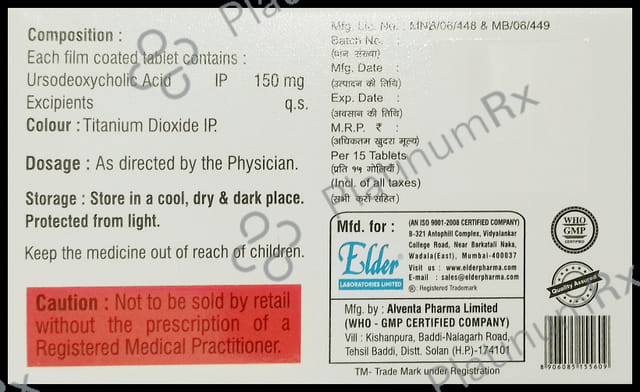 Composition :
Each film coated tablet contains :
Ursodeoxycholic Acid IP 150 mg
Excipients q.s.
Colour : Titanium Dioxide IP.
Dosage : As directed by the Physician.
Storage : Store in a cool, dry & dark place.
Protected from light.
Keep the medicine out of reach of children.
Caution : Not to be sold by retail
without the prescription of a
Registered Medical Practitioner.
Mfg. Lic. No. : MNB/06/448 & MB/06/449
Batch No. :
(घान संख्या)
Mfg. Date :
(उत्पादन की तिथि)
Exp. Date :
(अवसान की तिथि)
M.R.P. ₹ :
(अधिकतम खुदरा मूल्य)
Per 15 Tablets
(प्रति १५ गोलियाँ)
(Incl. of all taxes)
(सभी करों सहित)
Mfd. for :
Elder
LABORATORIES LIMITED
(AN ISO 9001-2008 CERTIFIED COMPANY)
B-321 Antophill Complex, Vidyalankar
College Road, Near Barkatali Naka,
Wadala(East), Mumbai-400037
Visit us : www.elderpharma.com
E-mail : sales@elderpharma.com
® : Registered Trademark
Mfd. by : Alventa Pharma Limited
(WHO - GMP CERTIFIED COMPANY)
Vill : Kishanpura, Baddi-Nalagarh Road,
Tehsil Baddi, Distt. Solan (H.P.)-174101
TM- Trade Mark under Registration
WHO
GMP
CERTIFIED
Quality Assured
8 906085 155609
PlatinumRx
PlatinumRx
PlatinumRx